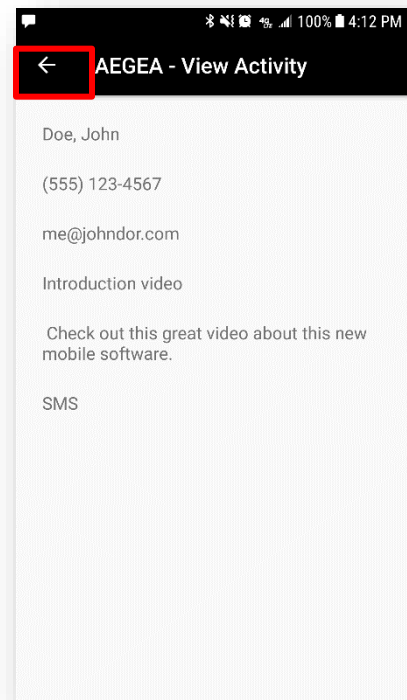 100% 4:12 PM
AEGEA - View Activity
Doe, John
(555) 123-4567
me@johndor.com
Introduction video
Check out this great video about this new
mobile software.
SMS